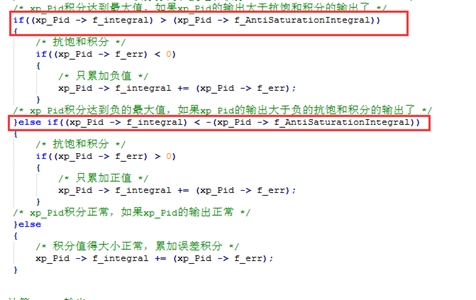 /* xp_Pid积分达到最大值，如果xp_Pid的输出大于抗饱和积分的输出了 */
if((xp_Pid -> f_integral) > (xp_Pid -> f_AntiSaturationIntegral))
{
/* 抗饱和积分 */
if((xp_Pid -> f_err) < 0)
{
/* 只累加负值 */
xp_Pid -> f_integral += (xp_Pid -> f_err);
}
/* xp_Pid积分达到负的最大值，如果xp_Pid的输出大于负的抗饱和积分的输出了 */
}else if((xp_Pid -> f_integral) < -(xp_Pid -> f_AntiSaturationIntegral))
{
/* 抗饱和积分 */
if((xp_Pid -> f_err) > 0)
{
/* 只累加正值 */
xp_Pid -> f_integral += (xp_Pid -> f_err);
}
/* xp_Pid积分正常，如果xp_Pid的输出正常 */
}else
{
/* 积分值得大小正常，累加误差积分 */
xp_Pid -> f_integral += (xp_Pid -> f_err);
}